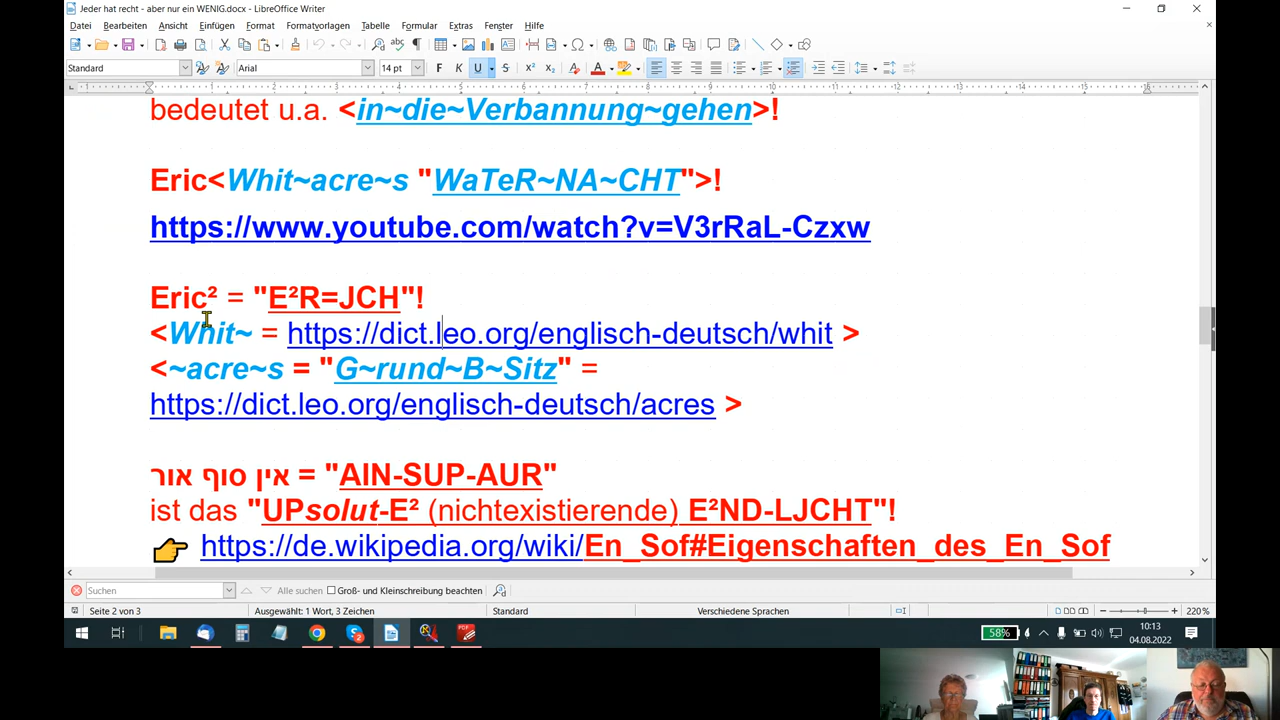 Jeder hat recht - aber nur ein WENIG.docx - LibreOffice Writer
Datei Bearbeiten Ansicht Einfügen Format Formatvorlagen Tabelle Formular Extras Fenster Hilfe
Standard Arial 14 pt F K U S
bedeutet u.a. <in~die~Verbannung~gehen>!
Eric<Whit~acre~s "WaTeR~NA~CHT">!
https://www.youtube.com/watch?v=V3rRaL-Czxw
Eric² = "E²R=JCH"!
<Whit~ = https://dict.leo.org/englisch-deutsch/whit >
<~acre~s = "G~rund~B~Sitz" =
https://dict.leo.org/englisch-deutsch/acres >
אין סוף אור = "AIN-SUP-AUR"
ist das "UPsolut-E² (nichtexistierende) E²ND-LJCHT"!
👉 https://de.wikipedia.org/wiki/En_Sof#Eigenschaften_des_En_Sof
Suchen Alle suchen Groß- und Kleinschreibung beachten
Seite 2 von 3 Ausgewählt: 1 Wort, 3 Zeichen Standard Verschiedene Sprachen 220%
58% 10:13
04.08.2022